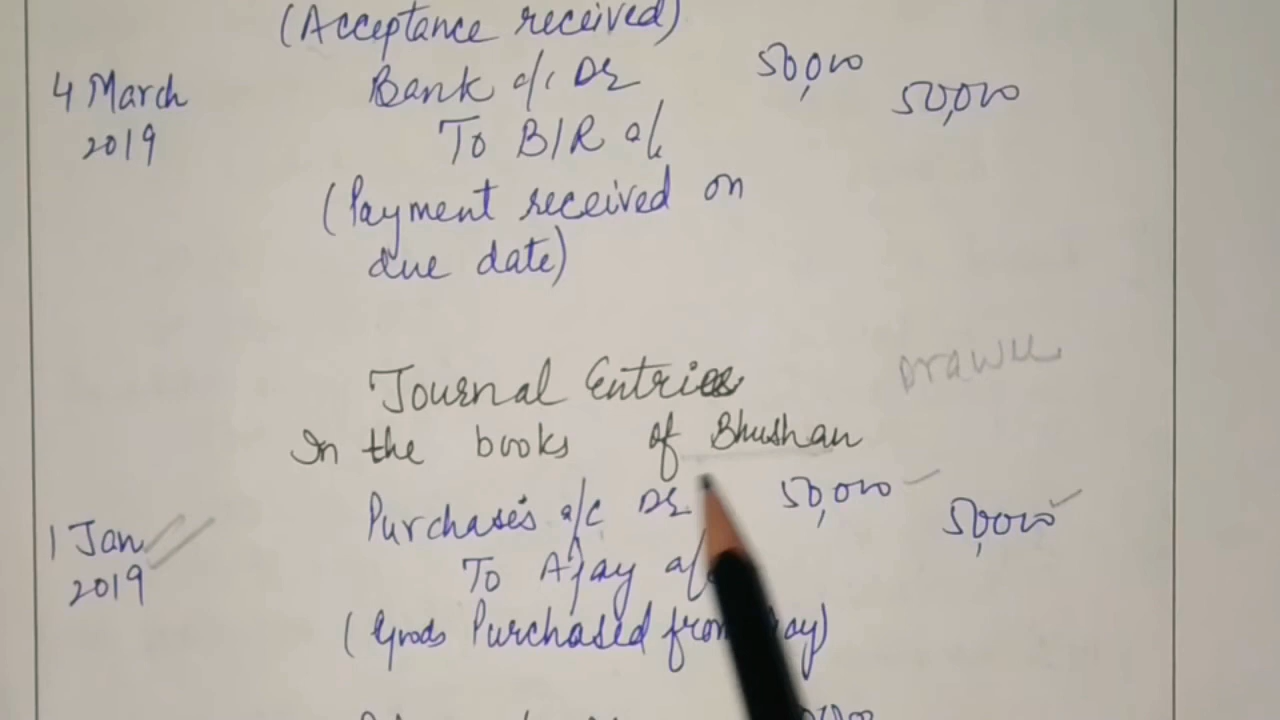 (Acceptance received)
4 March 2019 Bank a/c Dr 50,000
To B/R a/c 50,000
(Payment received on
due date)
Journal Entries
Drawee
In the books of Bhushan
1 Jan 2019 Purchases a/c Dr 50,000
To Ajay a/c 50,000
(Goods Purchased from Ajay)